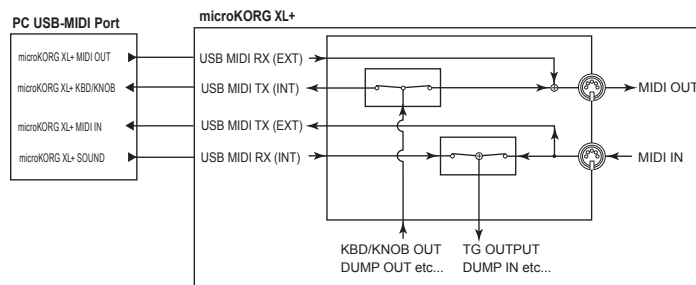 microKORG XL+
PC USB-MIDI Port
microKORG XL+ MIDI OUT
USB MIDI RX (EXT)
microKORG XL+ KBD/KNOB
USB MIDI TX (INT)
MIDI OUT
microKORG XL+ MIDI IN
USB MIDI TX (EXT)
microKORG XL+ SOUND
USB MIDI RX (INT)
MIDI IN
KBD/KNOB OUT
DUMP OUT etc...
TG OUTPUT
DUMP IN etc...